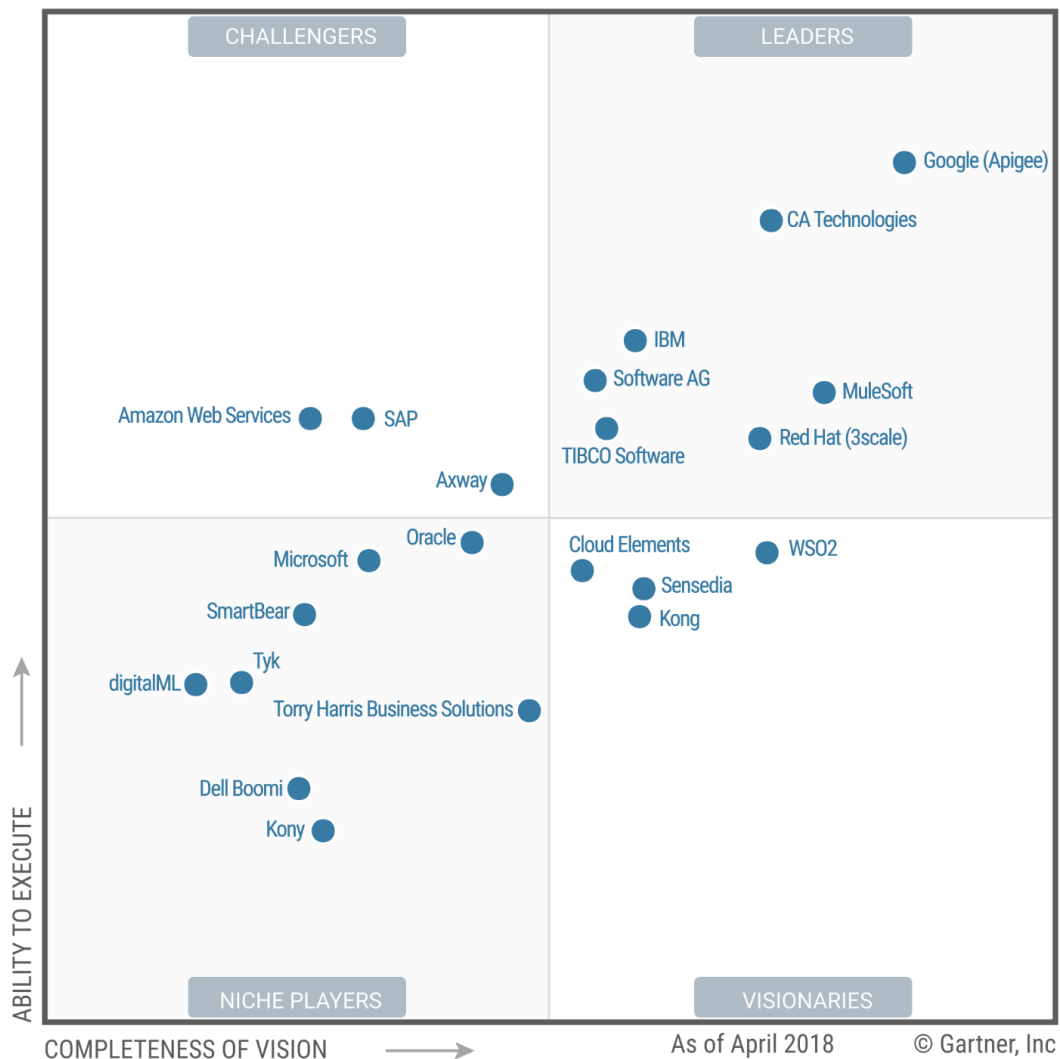 CHALLENGERS
LEADERS
Google (Apigee)
CA Technologies
IBM
Software AG
MuleSoft
Amazon Web Services
SAP
Red Hat (3scale)
TIBCO Software
Axway
Oracle
Cloud Elements
WSO2
Microsoft
Sensedia
SmartBear
Kong
Tyk
digitalML
Torry Harris Business Solutions
Dell Boomi
Kony
ABILITY TO EXECUTE
NICHE PLAYERS
VISIONARIES
COMPLETENESS OF VISION
As of April 2018
© Gartner, Inc